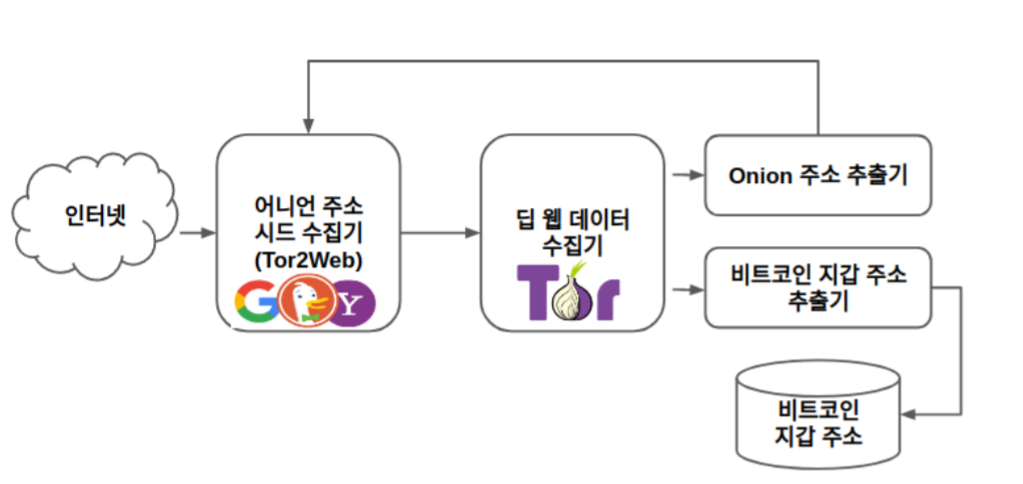 인터넷
어니언 주소
시드 수집기
(Tor2Web)
G
Y
딥 웹 데이터
수집기
Tor
Onion 주소 추출기
비트코인 지갑 주소
추출기
비트코인
지갑 주소